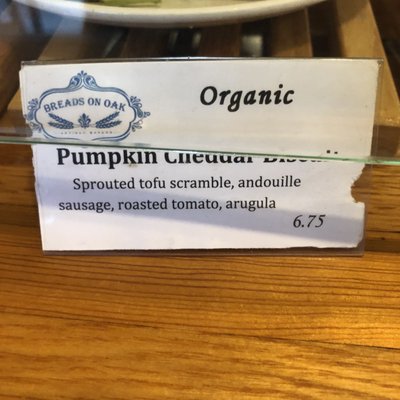 BREADS ON OAK
Organic
Pumpkin Cheddar
Sprouted tofu scramble, andouille
sausage, roasted tomato, arugula
6.75